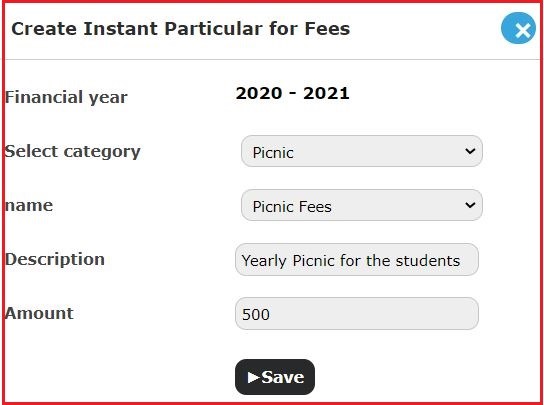 Create Instant Particular for Fees
Financial year 2020 - 2021
Select category Picnic
name Picnic Fees
Description Yearly Picnic for the students
Amount 500
Save